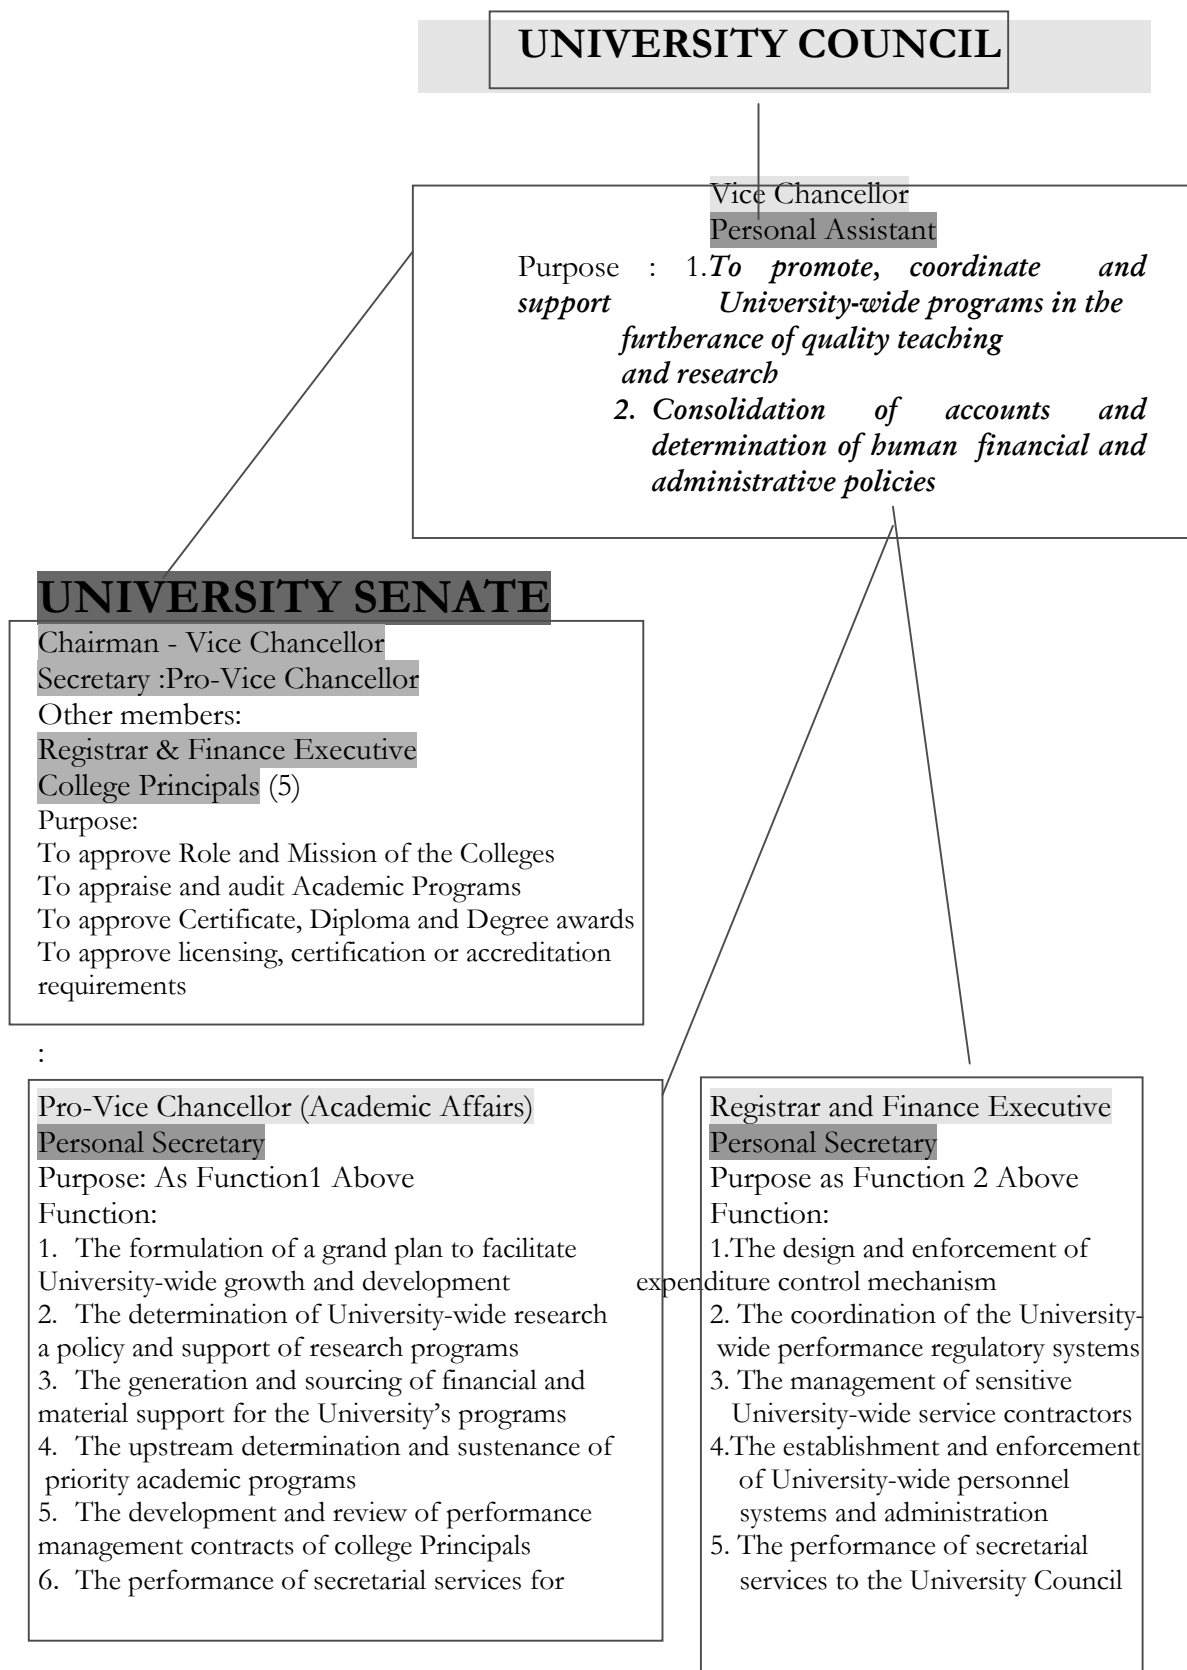 UNIVERSITY COUNCIL
Vice Chancellor
Personal Assistant
Purpose : 1.To promote, coordinate and
support University-wide programs in the
furtherance of quality teaching
and research
2. Consolidation of accounts and
determination of human financial and
administrative policies
UNIVERSITY SENATE
Chairman - Vice Chancellor
Secretary :Pro-Vice Chancellor
Other members:
Registrar & Finance Executive
College Principals (5)
Purpose:
To approve Role and Mission of the Colleges
To appraise and audit Academic Programs
To approve Certificate, Diploma and Degree awards
To approve licensing, certification or accreditation
requirements
:
Pro-Vice Chancellor (Academic Affairs)
Personal Secretary
Purpose: As Function1 Above
Function:
1. The formulation of a grand plan to facilitate
University-wide growth and development
2. The determination of University-wide research
a policy and support of research programs
3. The generation and sourcing of financial and
material support for the University’s programs
4. The upstream determination and sustenance of
priority academic programs
5. The development and review of performance
management contracts of college Principals
6. The performance of secretarial services for
Registrar and Finance Executive
Personal Secretary
Purpose as Function 2 Above
Function:
1.The design and enforcement of
expenditure control mechanism
2. The coordination of the University-
wide performance regulatory systems
3. The management of sensitive
University-wide service contractors
4.The establishment and enforcement
of University-wide personnel
systems and administration
5. The performance of secretarial
services to the University Council